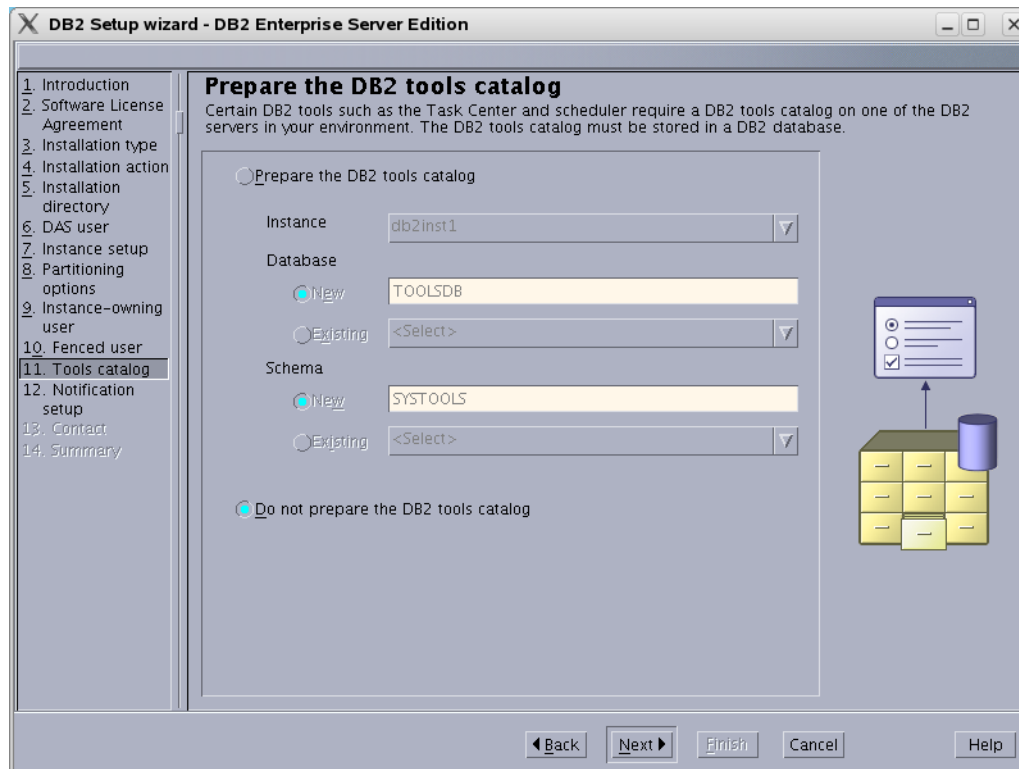 DB2 Setup wizard - DB2 Enterprise Server Edition
1. Introduction
2. Software License
Agreement
3. Installation type
4. Installation action
5. Installation
directory
6. DAS user
7. Instance setup
8. Partitioning
options
9. Instance-owning
user
10. Fenced user
11. Tools catalog
12. Notification
setup
13. Contact
14. Summary
Prepare the DB2 tools catalog
Certain DB2 tools such as the Task Center and scheduler require a DB2 tools catalog on one of the DB2
servers in your environment. The DB2 tools catalog must be stored in a DB2 database.
Prepare the DB2 tools catalog
Instance db2inst1
Database
New TOOLSDB
Existing <Select>
Schema
New SYSTOOLS
Existing <Select>
Do not prepare the DB2 tools catalog
Back Next Finish Cancel Help